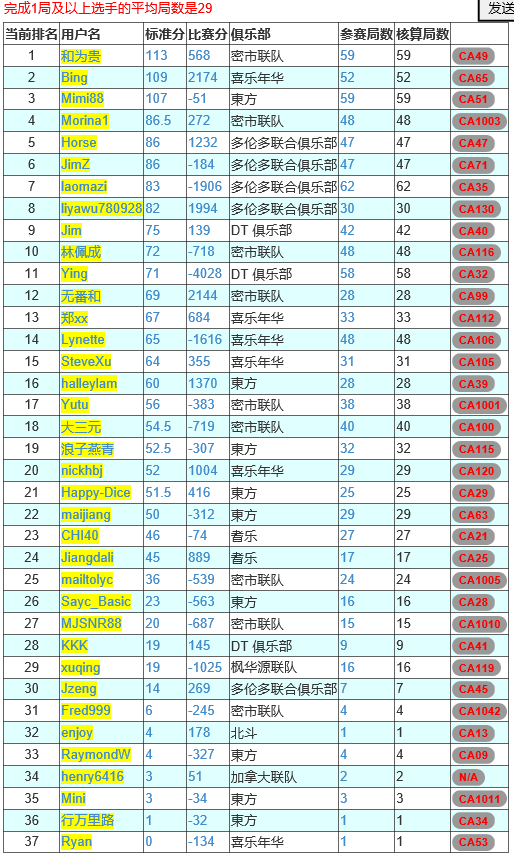 完成1局及以上选手的平均局数是29
发送
当前排名 用户名 标准分 比赛分 俱乐部 参赛局数 核算局数
1 和为贵 113 568 密市联队 59 59 CA49
2 Bing 109 2174 喜乐年华 52 52 CA65
3 Mimi88 107 -51 東方 59 59 CA51
4 Morina1 86.5 272 密市联队 48 48 CA1003
5 Horse 86 1232 多伦多联合俱乐部 47 47 CA47
6 JimZ 86 -184 多伦多联合俱乐部 47 47 CA71
7 laomazi 83 -1906 多伦多联合俱乐部 62 62 CA35
8 liyawu780928 82 1994 多伦多联合俱乐部 30 30 CA130
9 Jim 75 139 DT 俱乐部 42 42 CA40
10 林佩成 72 -718 密市联队 48 48 CA116
11 Ying 71 -4028 DT 俱乐部 58 58 CA32
12 无番和 69 2144 密市联队 28 28 CA99
13 郑xx 67 684 喜乐年华 33 33 CA112
14 Lynette 65 -1616 喜乐年华 48 48 CA106
15 SteveXu 64 355 喜乐年华 31 31 CA105
16 halleylam 60 1370 東方 28 28 CA39
17 Yutu 56 -383 密市联队 38 38 CA1001
18 大三元 54.5 -719 密市联队 40 40 CA100
19 浪子燕青 52.5 -307 東方 32 32 CA115
20 nickhbj 52 1004 喜乐年华 29 29 CA120
21 Happy-Dice 51.5 416 東方 25 25 CA29
22 maijiang 50 -312 東方 29 29 CA63
23 CHI40 46 -74 耆乐 27 27 CA21
24 Jiangdali 45 889 耆乐 17 17 CA25
25 mailtolyc 36 -539 密市联队 24 24 CA1005
26 Sayc_Basic 23 -563 東方 16 16 CA28
27 MJSNR88 20 -687 密市联队 15 15 CA1010
28 KKK 19 145 DT 俱乐部 9 9 CA41
29 xuqing 19 -1025 枫华源联队 16 16 CA119
30 Jzeng 14 269 多伦多联合俱乐部 7 7 CA45
31 Fred999 6 -245 密市联队 4 4 CA1042
32 enjoy 4 178 北斗 1 1 CA13
33 RaymondW 4 -327 東方 4 4 CA09
34 henry6416 3 51 加拿大联队 2 2 N/A
35 Mini 3 -34 東方 3 3 CA1011
36 行万里路 1 -32 東方 1 1 CA34
37 Ryan 0 -134 喜乐年华 1 1 CA53